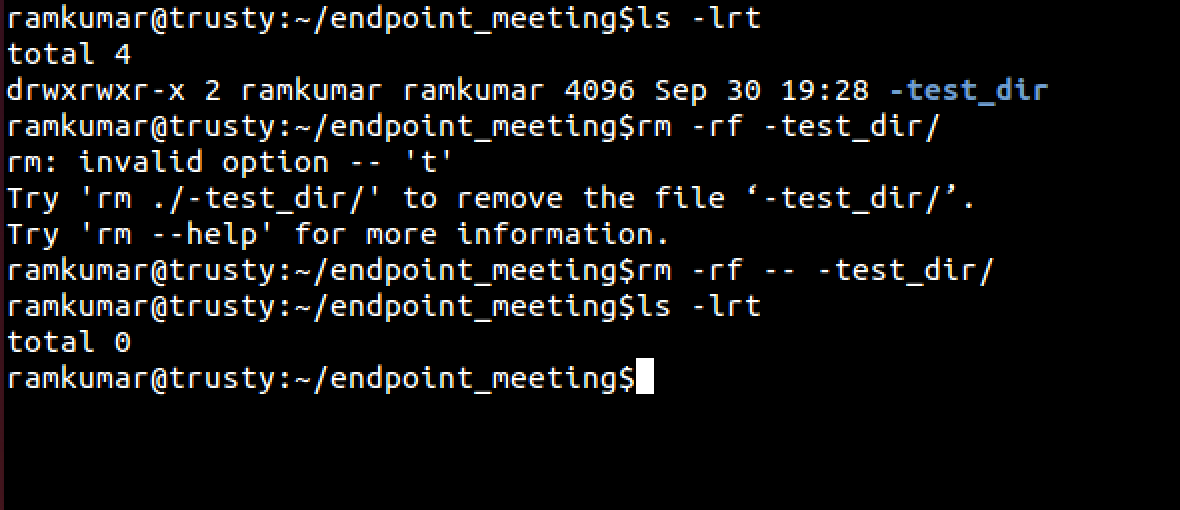 ramkumar@trusty:~/endpoint_meeting$ls -lrt
total 4
drwxrwxr-x 2 ramkumar ramkumar 4096 Sep 30 19:28 -test_dir
ramkumar@trusty:~/endpoint_meeting$rm -rf -test_dir/
rm: invalid option -- 't'
Try 'rm ./-test_dir/' to remove the file ‘-test_dir/’.
Try 'rm --help' for more information.
ramkumar@trusty:~/endpoint_meeting$rm -rf -- -test_dir/
ramkumar@trusty:~/endpoint_meeting$ls -lrt
total 0
ramkumar@trusty:~/endpoint_meeting$